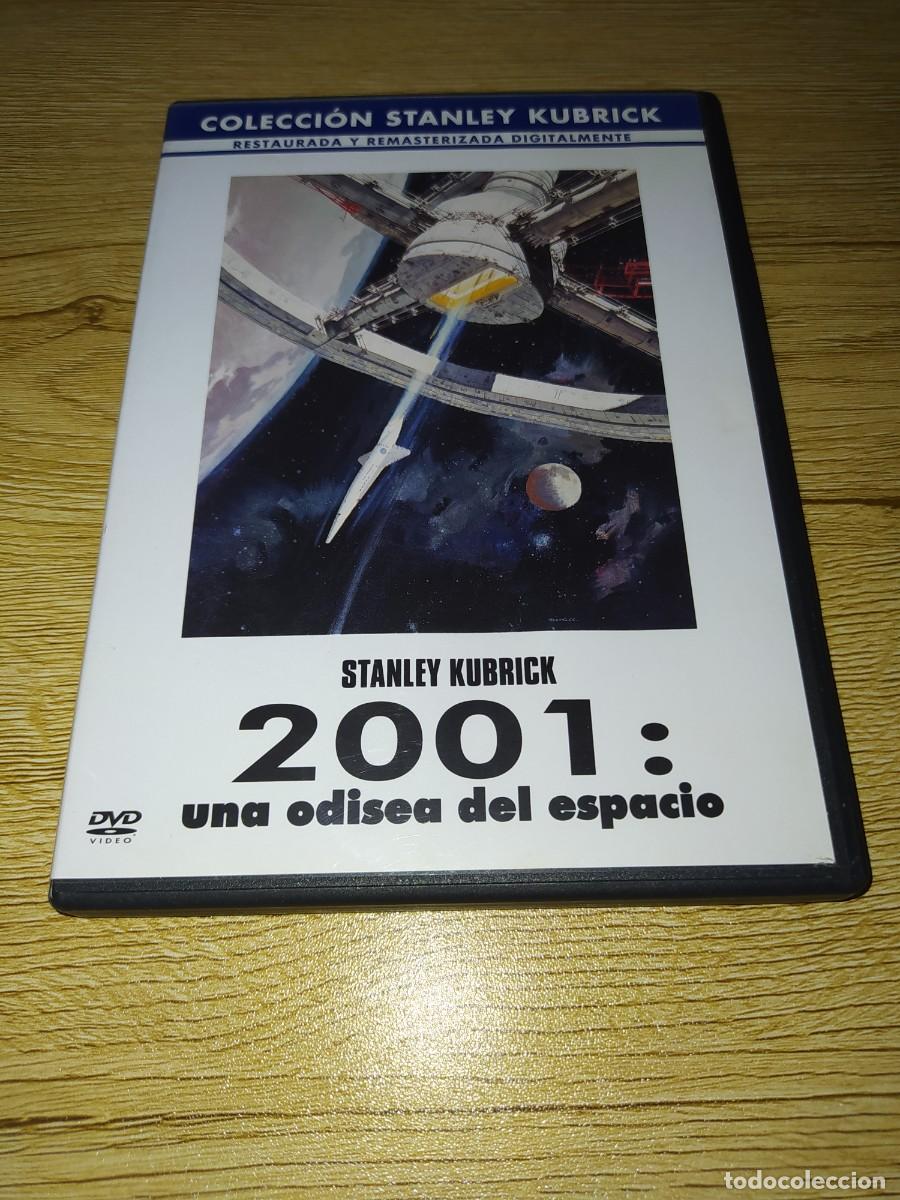 COLECCIÓN STANLEY KUBRICK
RESTAURADA Y REMASTERIZADA DIGITALMENTE
STANLEY KUBRICK
2001:
una odisea del espacio
DVD
VIDEO
todocoleccion